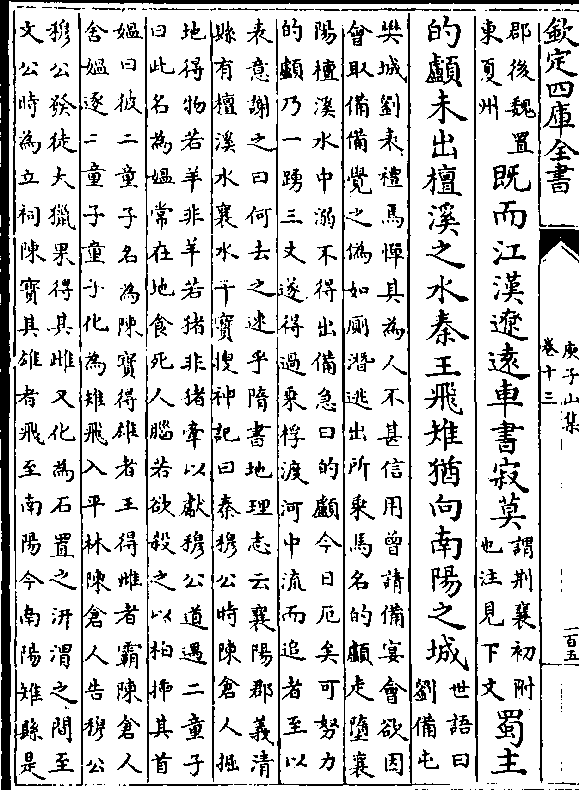 欽定四庫全書
庾子山集
卷十三
一百五
郡後魏置
東夏州
既而江漢遼遠車書寂莫
謂荆襄初附
也注見下文
蜀主
的顱未出檀溪之水秦王飛雉猶向南陽之城
世語曰
劉備屯
樊城劉表禮焉憚其為人不甚信用曾請備宴會欲因
會取備備覺之偽如廁潛逃出所乘馬名的顱走墮襄
陽檀溪水中溺不得出備急曰的顱今日厄矣可努力
的顱乃一踴三丈遂得過乘桴渡河中流而追者至以
表意謝之曰何去之速乎隋書地理志云襄陽郡義清
縣有檀溪水襄水干寶搜神記曰秦穆公時陳倉人掘
地得物若羊非羊若猪非猪牽以獻穆公道遇二童子
曰此名為媪常在地食死人腦若欲殺之以柏揷其首
媪曰彼二童子名為陳寶得雄者王得雌者霸陳倉人
舍媪逐二童子童子化為雉飛入平林陳倉人告穆公
穆公發徒大獵果得其雌又化為石置之汧渭之間至
文公時為立祠陳寶其雄者飛至南陽今南陽雉縣是